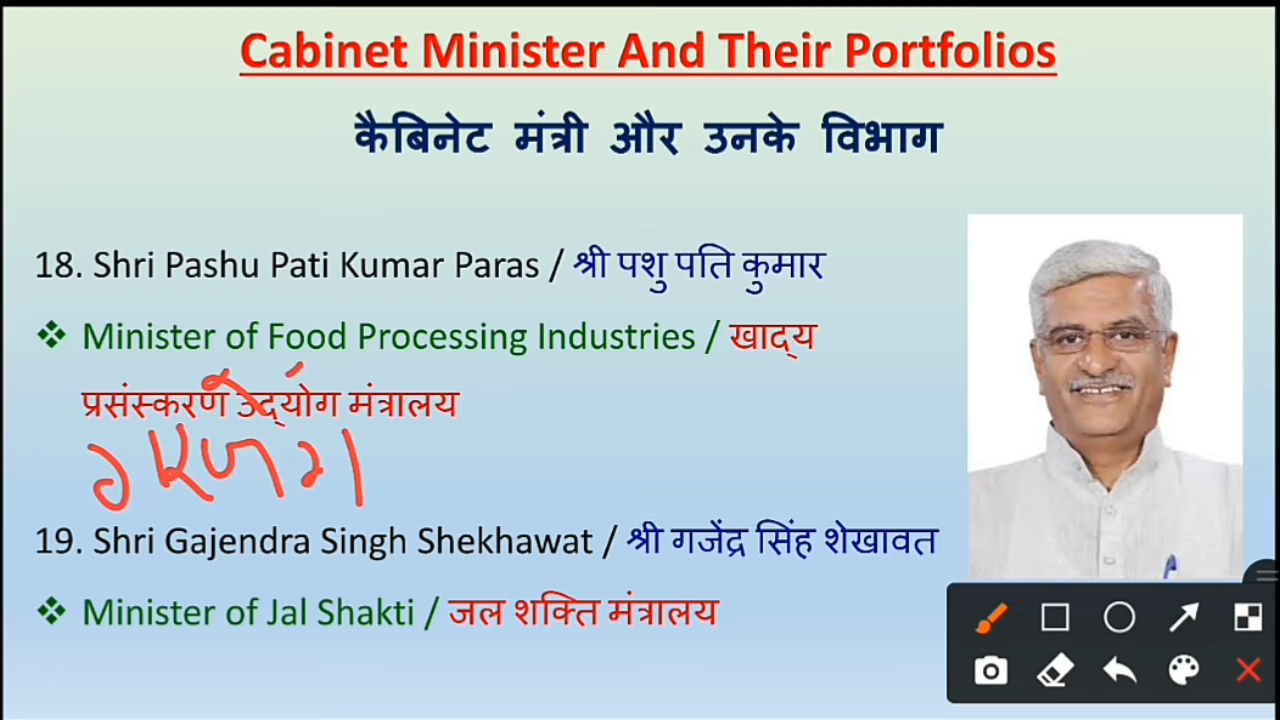 Cabinet Minister And Their Portfolios
कैबिनेट मंत्री और उनके विभाग
18. Shri Pashu Pati Kumar Paras / श्री पशु पति कुमार
❖ Minister of Food Processing Industries / खाद्य
प्रसंस्करण उद्योग मंत्रालय
19. Shri Gajendra Singh Shekhawat / श्री गजेंद्र सिंह शेखावत
❖ Minister of Jal Shakti / जल शक्ति मंत्रालय